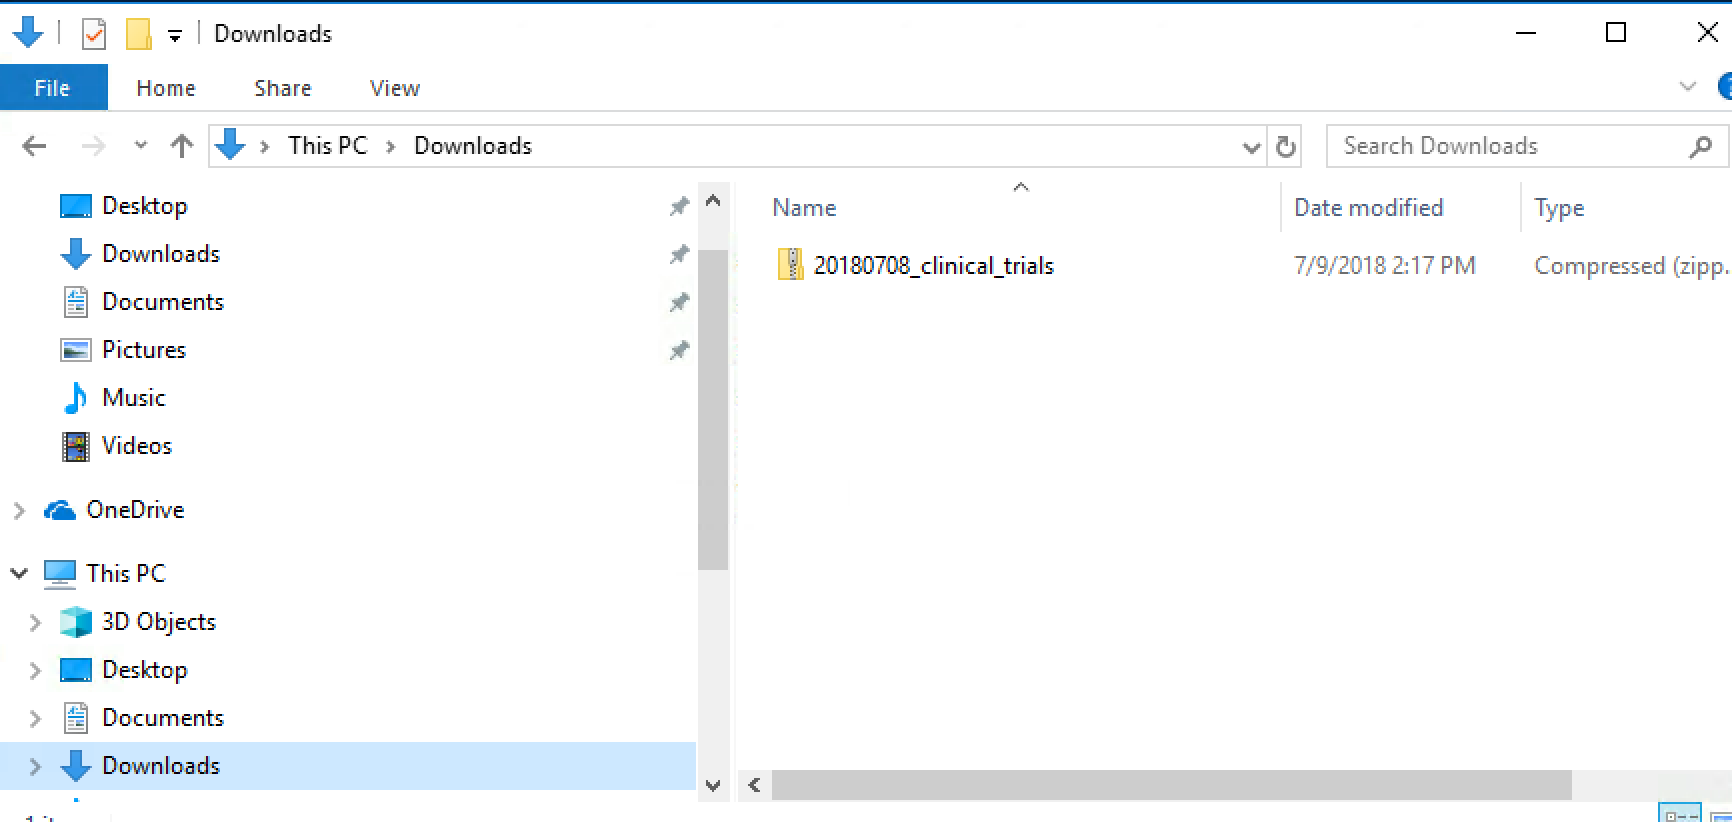 Downloads
File Home Share View
This PC Downloads Search Downloads
Name Date modified Type
Desktop
Downloads
Documents
Pictures
Music
Videos
OneDrive
This PC
3D Objects
Desktop
Documents
Downloads
20180708_clinical_trials 7/9/2018 2:17 PM Compressed (zipp.